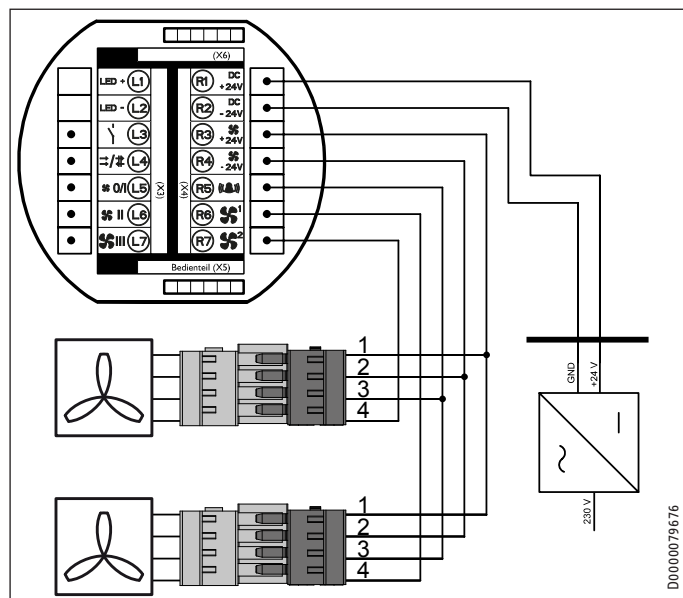 (X6)
LED + L1
LED - L2
L3
L4
0/I L5
II L6
III L7
(X3)
(X4)
R1 DC +24V
R2 DC -24V
R3 +24V
R4 -24V
R5
R6 1
R7 2
Bedienteil (X5)
1
2
3
4
1
2
3
4
GND
+24 V
230 V
D0000079676